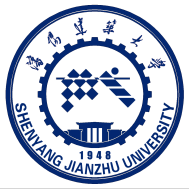 沈阳建筑大学
1948
SHENYANG JIANZHU UNIVERSITY